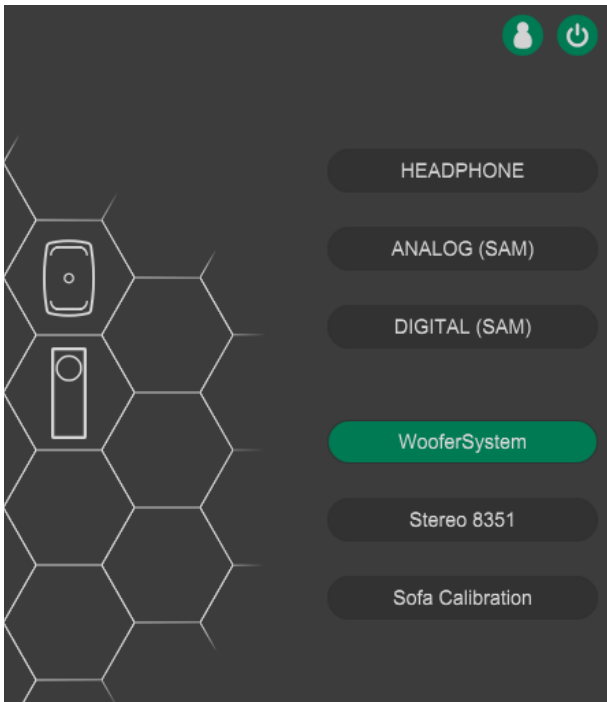 HEADPHONE
ANALOG (SAM)
DIGITAL (SAM)
WooferSystem
Stereo 8351
Sofa Calibration